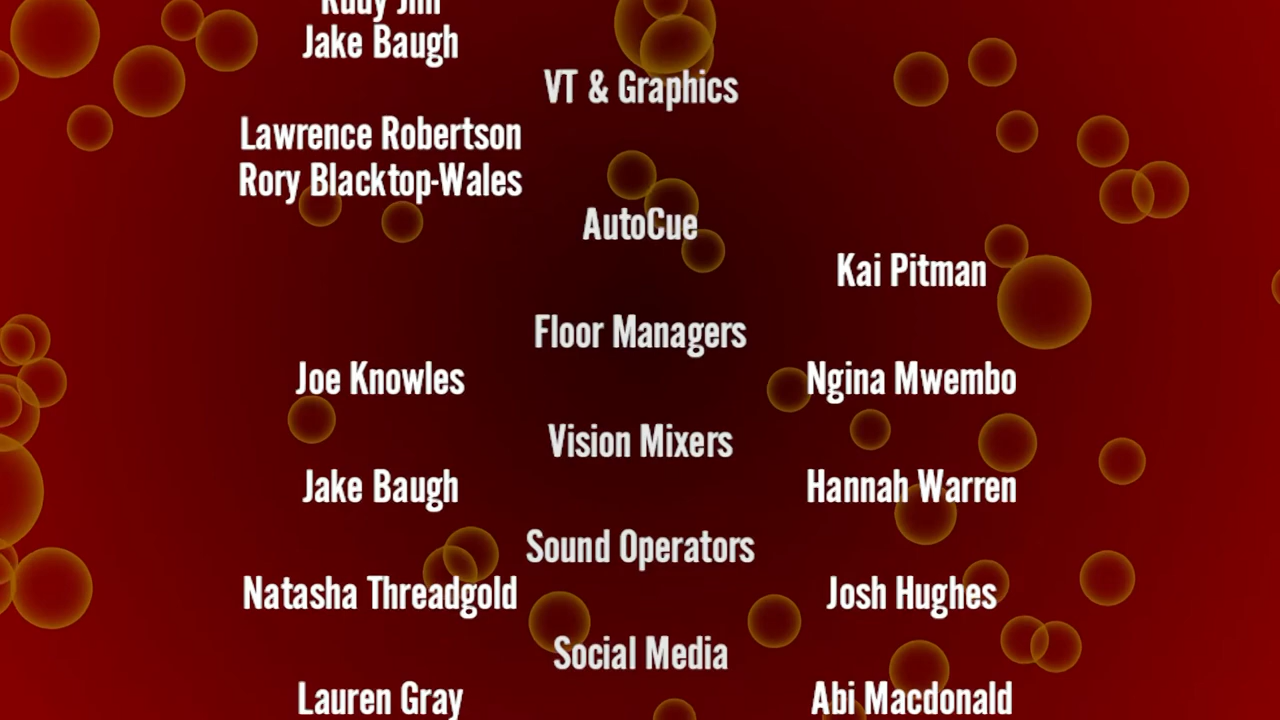 Jake Baugh
VT & Graphics
Lawrence Robertson
Rory Blacktop-Wales
AutoCue
Kai Pitman
Floor Managers
Joe Knowles Ngina Mwembo
Vision Mixers
Jake Baugh Hannah Warren
Sound Operators
Natasha Threadgold Josh Hughes
Social Media
Lauren Gray Abi Macdonald